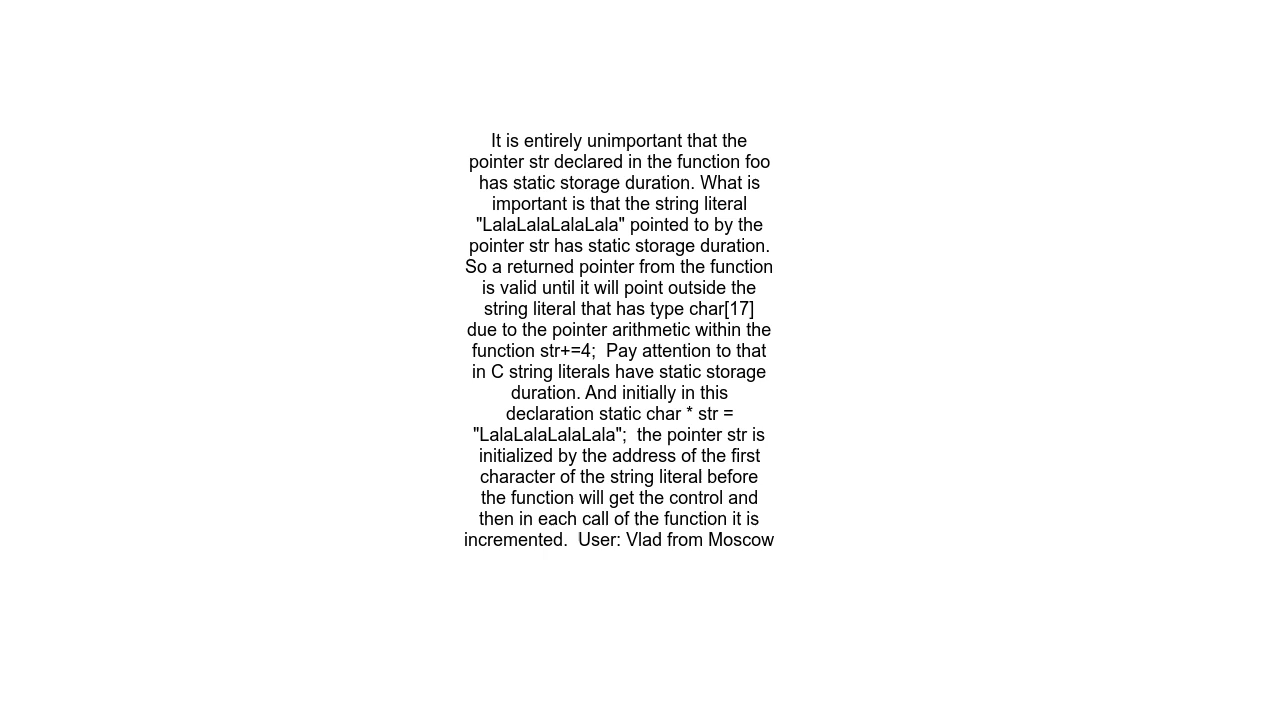 It is entirely unimportant that the
pointer str declared in the function foo
has static storage duration. What is
important is that the string literal
"LalaLalaLalaLala" pointed to by the
pointer str has static storage duration.
So a returned pointer from the function
is valid until it will point outside the
string literal that has type char[17]
due to the pointer arithmetic within the
function str+=4;  Pay attention to that
in C string literals have static storage
duration. And initially in this
declaration static char * str =
"LalaLalaLalaLala";  the pointer str is
initialized by the address of the first
character of the string literal before
the function will get the control and
then in each call of the function it is
incremented.  User: Vlad from Moscow